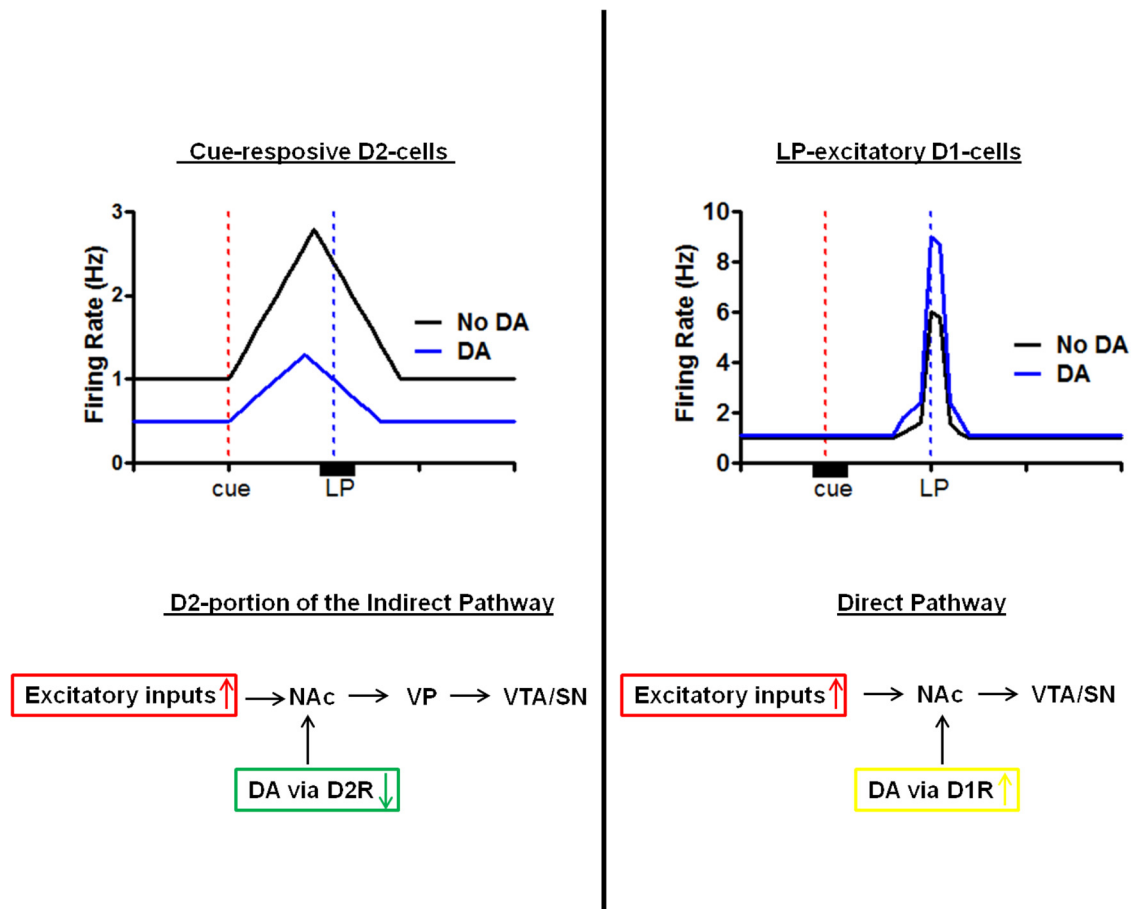 Cue-resposive D2-cells
3
2
1
0
Firing Rate (Hz)
No DA
DA
cue
LP
D2-portion of the Indirect Pathway
Excitatory inputs↑ → NAc → VP → VTA/SN
↑
DA via D2R↓
LP-excitatory D1-cells
10
8
6
4
2
0
Firing Rate (Hz)
No DA
DA
cue
LP
Direct Pathway
Excitatory inputs↑ → NAc → VTA/SN
↑
DA via D1R↑